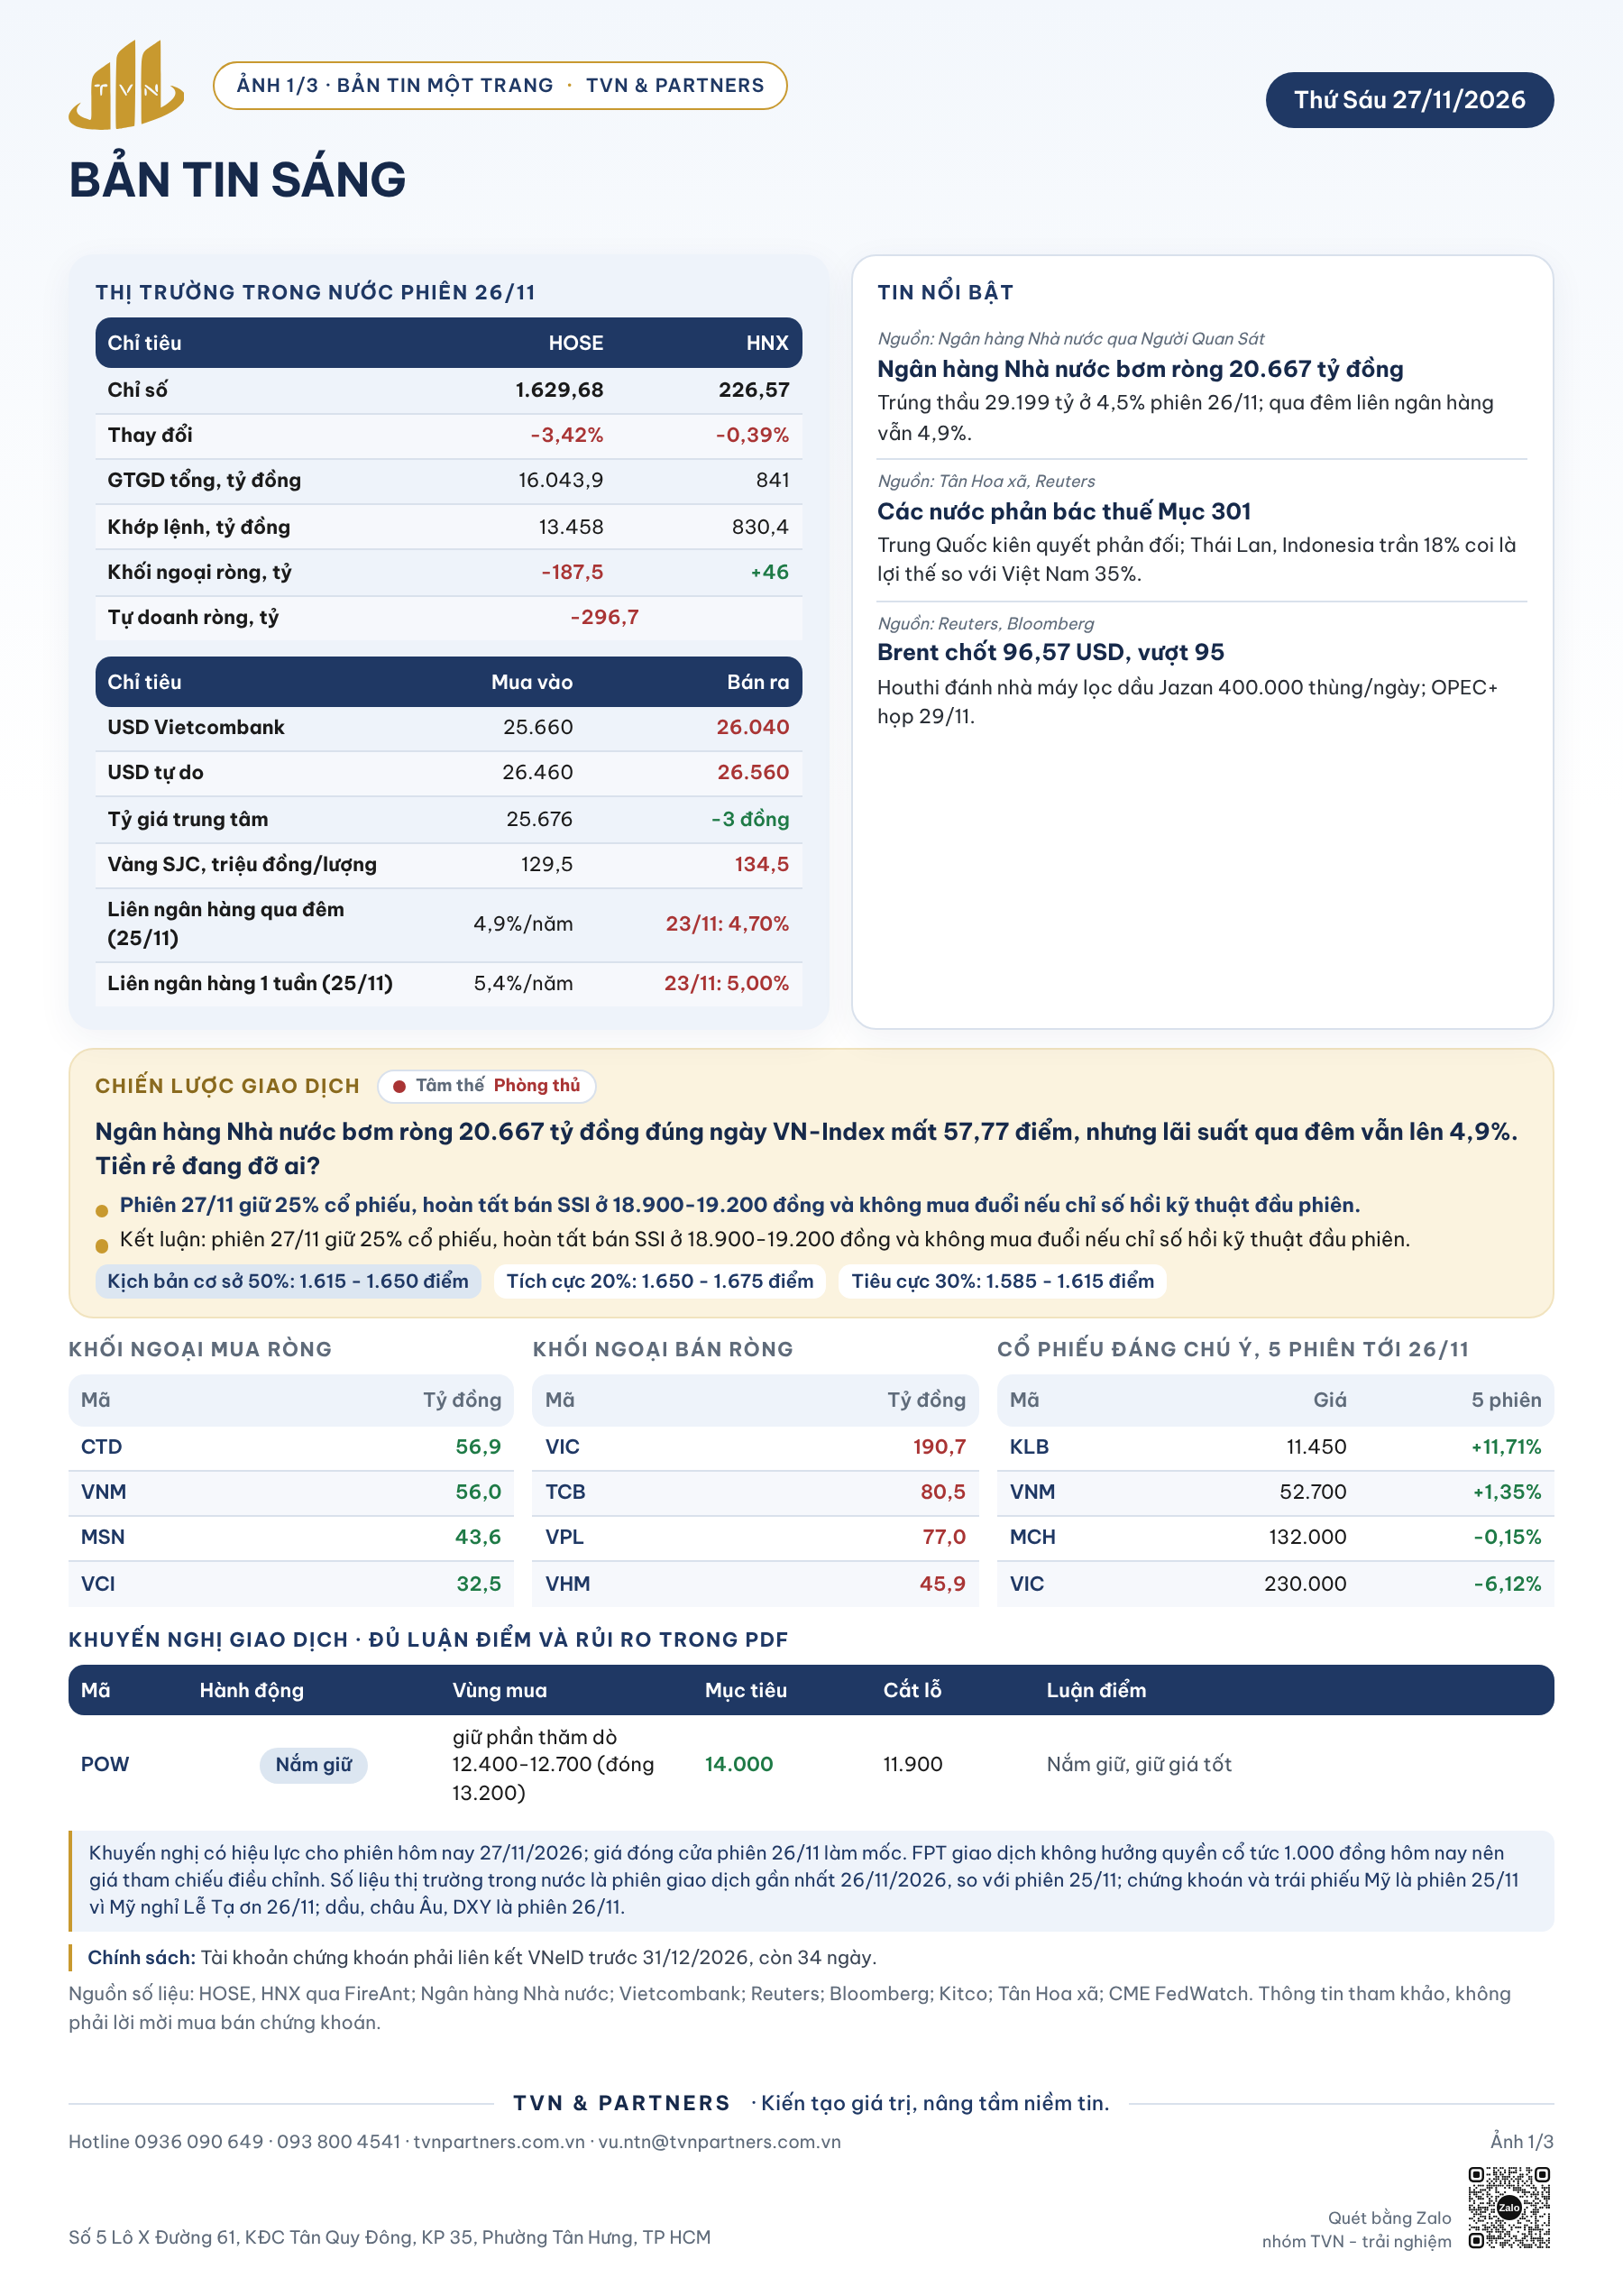 TVN
ẢNH 1/3 · BẢN TIN MỘT TRANG · TVN & PARTNERS
Thứ Sáu 27/11/2026
BẢN TIN SÁNG
THỊ TRƯỜNG TRONG NƯỚC PHIÊN 26/11
Chỉ tiêu HOSE HNX
Chỉ số 1.629,68 226,57
Thay đổi -3,42% -0,39%
GTGD tổng, tỷ đồng 16.043,9 841
Khớp lệnh, tỷ đồng 13.458 830,4
Khối ngoại ròng, tỷ -187,5 +46
Tự doanh ròng, tỷ -296,7
Chỉ tiêu Mua vào Bán ra
USD Vietcombank 25.660 26.040
USD tự do 26.460 26.560
Tỷ giá trung tâm 25.676 -3 đồng
Vàng SJC, triệu đồng/lượng 129,5 134,5
Liên ngân hàng qua đêm
(25/11) 4,9%/năm 23/11: 4,70%
Liên ngân hàng 1 tuần (25/11) 5,4%/năm 23/11: 5,00%
TIN NỔI BẬT
Nguồn: Ngân hàng Nhà nước qua Người Quan Sát
Ngân hàng Nhà nước bơm ròng 20.667 tỷ đồng
Trúng thầu 29.199 tỷ ở 4,5% phiên 26/11; qua đêm liên ngân hàng
vẫn 4,9%.
Nguồn: Tân Hoa xã, Reuters
Các nước phản bác thuế Mục 301
Trung Quốc kiên quyết phản đối; Thái Lan, Indonesia trần 18% coi là
lợi thế so với Việt Nam 35%.
Nguồn: Reuters, Bloomberg
Brent chốt 96,57 USD, vượt 95
Houthi đánh nhà máy lọc dầu Jazan 400.000 thùng/ngày; OPEC+
họp 29/11.
CHIẾN LƯỢC GIAO DỊCH Tâm thế Phòng thủ
Ngân hàng Nhà nước bơm ròng 20.667 tỷ đồng đúng ngày VN-Index mất 57,77 điểm, nhưng lãi suất qua đêm vẫn lên 4,9%.
Tiền rẻ đang đỡ ai?
Phiên 27/11 giữ 25% cổ phiếu, hoàn tất bán SSI ở 18.900-19.200 đồng và không mua đuổi nếu chỉ số hồi kỹ thuật đầu phiên.
Kết luận: phiên 27/11 giữ 25% cổ phiếu, hoàn tất bán SSI ở 18.900-19.200 đồng và không mua đuổi nếu chỉ số hồi kỹ thuật đầu phiên.
Kịch bản cơ sở 50%: 1.615 - 1.650 điểm Tích cực 20%: 1.650 - 1.675 điểm Tiêu cực 30%: 1.585 - 1.615 điểm
KHỐI NGOẠI MUA RÒNG
Mã Tỷ đồng
CTD 56,9
VNM 56,0
MSN 43,6
VCI 32,5
KHỐI NGOẠI BÁN RÒNG
Mã Tỷ đồng
VIC 190,7
TCB 80,5
VPL 77,0
VHM 45,9
CỔ PHIẾU ĐÁNG CHÚ Ý, 5 PHIÊN TỚI 26/11
Mã Giá 5 phiên
KLB 11.450 +11,71%
VNM 52.700 +1,35%
MCH 132.000 -0,15%
VIC 230.000 -6,12%
KHUYẾN NGHỊ GIAO DỊCH · ĐỦ LUẬN ĐIỂM VÀ RỦI RO TRONG PDF
Mã Hành động Vùng mua Mục tiêu Cắt lỗ Luận điểm
giữ phần thăm dò
POW Nắm giữ 12.400-12.700 (đóng 14.000 11.900 Nắm giữ, giữ giá tốt
13.200)
Khuyến nghị có hiệu lực cho phiên hôm nay 27/11/2026; giá đóng cửa phiên 26/11 làm mốc. FPT giao dịch không hưởng quyền cổ tức 1.000 đồng hôm nay nên
giá tham chiếu điều chỉnh. Số liệu thị trường trong nước là phiên giao dịch gần nhất 26/11/2026, so với phiên 25/11; chứng khoán và trái phiếu Mỹ là phiên 25/11
vì Mỹ nghỉ Lễ Tạ ơn 26/11; dầu, châu Âu, DXY là phiên 26/11.
Chính sách: Tài khoản chứng khoán phải liên kết VNeID trước 31/12/2026, còn 34 ngày.
Nguồn số liệu: HOSE, HNX qua FireAnt; Ngân hàng Nhà nước; Vietcombank; Reuters; Bloomberg; Kitco; Tân Hoa xã; CME FedWatch. Thông tin tham khảo, không
phải lời mời mua bán chứng khoán.
TVN & PARTNERS · Kiến tạo giá trị, nâng tầm niềm tin.
Hotline 0936 090 649 · 093 800 4541 · tvnpartners.com.vn · vu.ntn@tvnpartners.com.vn
Ảnh 1/3
Zalo
Quét bằng Zalo
nhóm TVN - trải nghiệm
Số 5 Lô X Đường 61, KĐC Tân Quy Đông, KP 35, Phường Tân Hưng, TP HCM